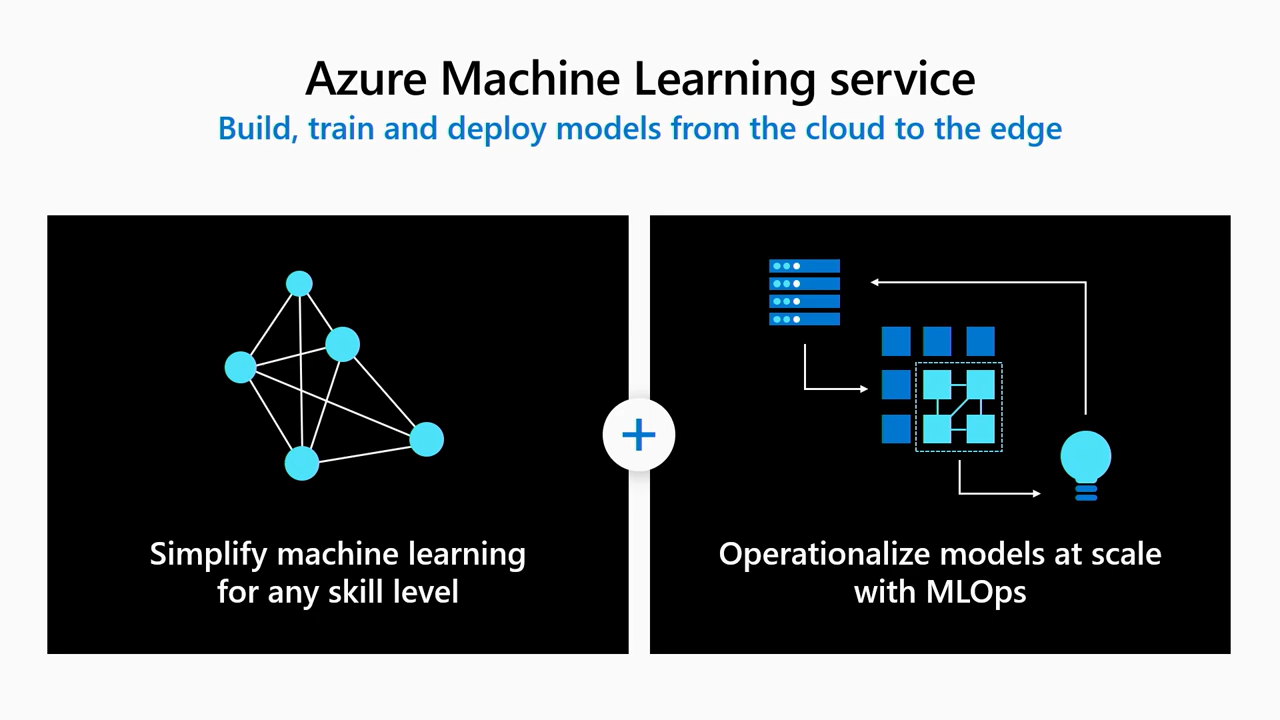 Azure Machine Learning service
Build, train and deploy models from the cloud to the edge
Simplify machine learning
for any skill level
Operationalize models at scale
with MLOps